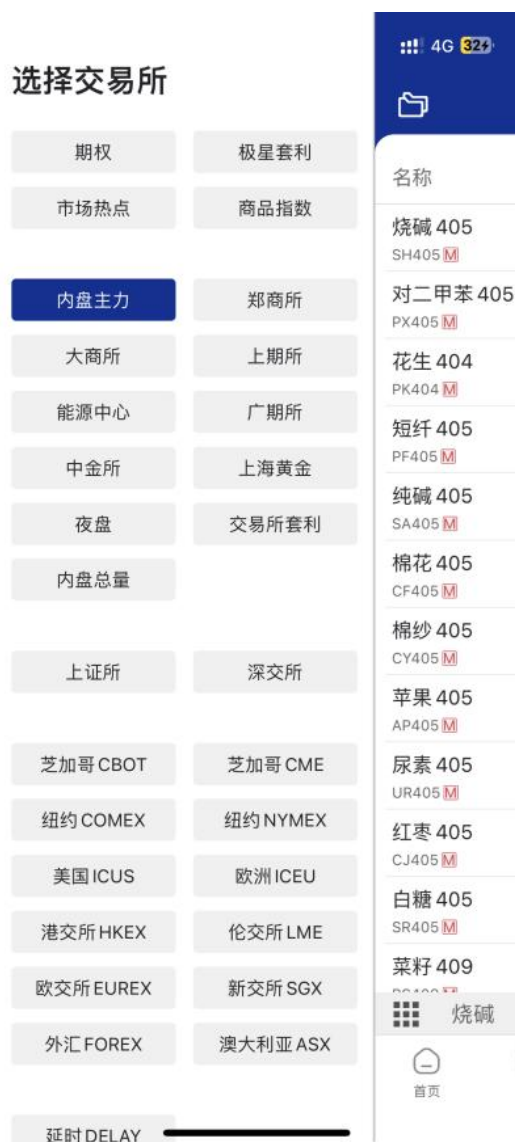 选择交易所
期权 极星套利
市场热点 商品指数
内盘主力 郑商所
大商所 上期所
能源中心 广期所
中金所 上海黄金
夜盘 交易所套利
内盘总量
上证所 深交所
芝加哥 CBOT 芝加哥 CME
纽约 COMEX 纽约 NYMEX
美国 ICUS 欧洲 ICEU
港交所 HKEX 伦交所 LME
欧交所 EUREX 新交所 SGX
外汇 FOREX 澳大利亚 ASX
延时 DELAY
4G 32
名称
烧碱 405
SH405 M
对二甲苯 405
PX405 M
花生 404
PK404 M
短纤 405
PF405 M
纯碱 405
SA405 M
棉花 405
CF405 M
棉纱 405
CY405 M
苹果 405
AP405 M
尿素 405
UR405 M
红枣 405
CJ405 M
白糖 405
SR405 M
菜籽 409
烧碱
首页